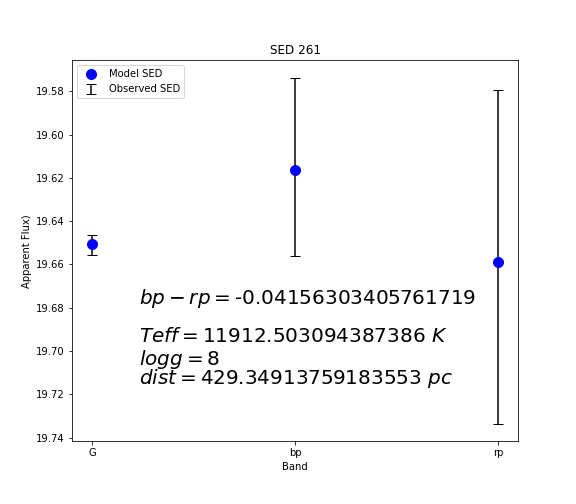 SED 261
Model SED
Observed SED
19.58
19.60
19.62
19.64
19.66
19.68
19.70
19.72
19.74
Apparent Flux)
bp − rp = -0.04156303405761719
Teff = 11912.503094387386 K
logg = 8
dist = 429.34913759183553 pc
G bp rp
Band